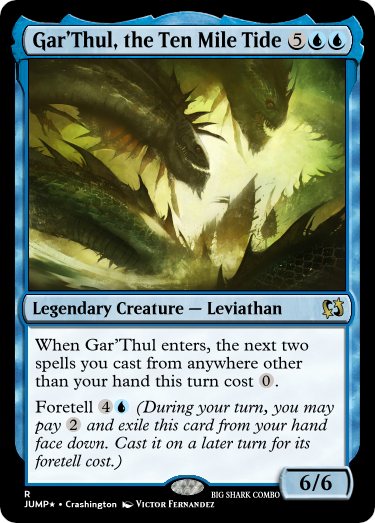 Gar'Thul, the Ten Mile Tide 5
Legendary Creature — Leviathan
When Gar'Thul enters, the next two
spells you cast from anywhere other
than your hand this turn cost 0.
Foretell 4 (During your turn, you may
pay 2 and exile this card from your hand
face down. Cast it on a later turn for its
foretell cost.)
6/6
R
BIG SHARK COMBO
JUMP★ • Crashington Victor Fernandez